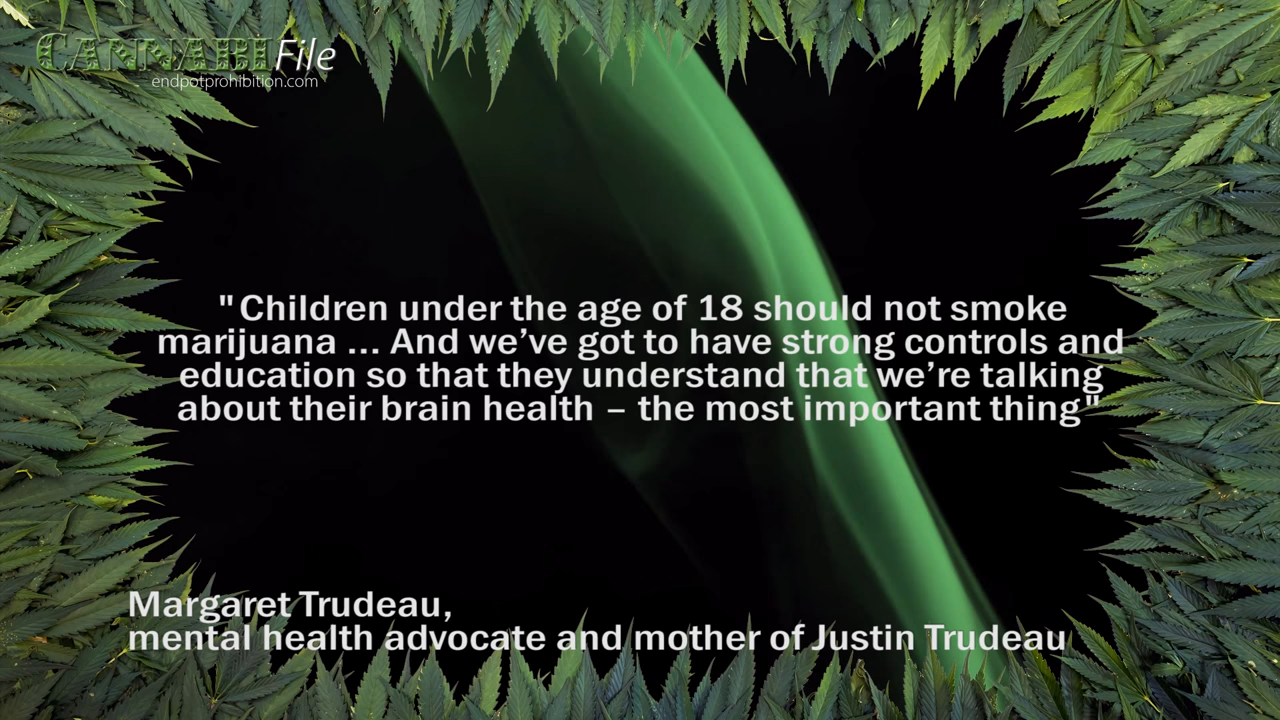 CANNABIFile
endpotprohibition.com
"Children under the age of 18 should not smoke
marijuana ... And we’ve got to have strong controls and
education so that they understand that we’re talking
about their brain health – the most important thing"
Margaret Trudeau,
mental health advocate and mother of Justin Trudeau